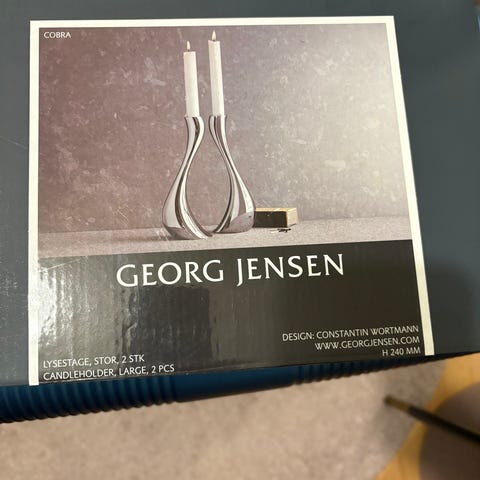 COBRA
GEORG JENSEN
LYSESTAGE, STOR, 2 STK
CANDLEHOLDER, LARGE, 2 PCS
DESIGN: CONSTANTIN WORTMANN
WWW.GEORGJENSEN.COM
H 240 MM